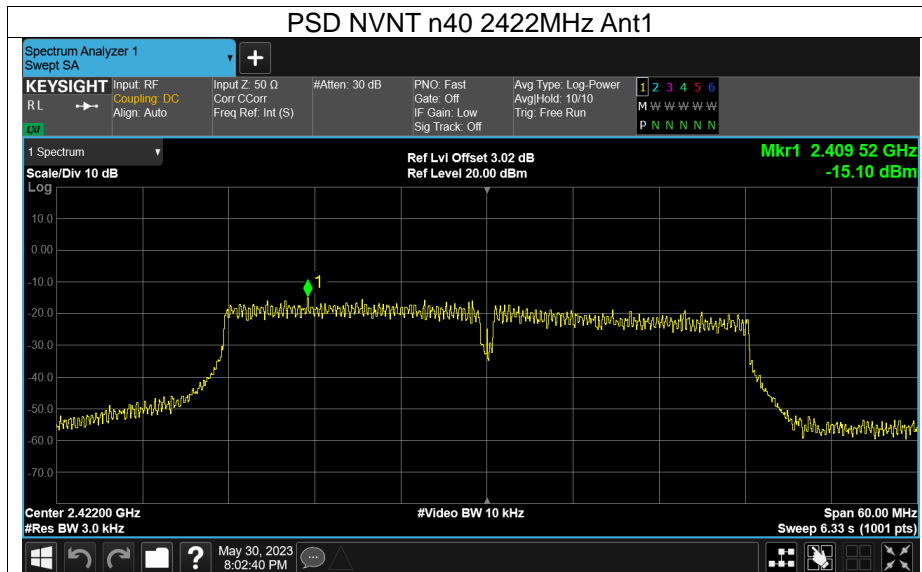 PSD NVNT n40 2422MHz Ant1
Spectrum Analyzer 1
Swept SA
KEYSIGHT
RL
LXI
Input: RF
Coupling: DC
Align: Auto
Input Z: 50 Ω
Corr CCorr
Freq Ref: Int (S)
#Atten: 30 dB
PNO: Fast
Gate: Off
IF Gain: Low
Sig Track: Off
Avg Type: Log-Power
Avg|Hold: 10/10
Trig: Free Run
1 2 3 4 5 6
M W W W W W
P N N N N N
1 Spectrum
Scale/Div 10 dB
Ref Lvl Offset 3.02 dB
Ref Level 20.00 dBm
Mkr1 2.409 52 GHz
-15.10 dBm
Log
10.0
0.00
-10.0
1
-20.0
-30.0
-40.0
-50.0
-60.0
-70.0
Center 2.42200 GHz
#Video BW 10 kHz
Span 60.00 MHz
#Res BW 3.0 kHz
Sweep 6.33 s (1001 pts)
May 30, 2023
8:02:40 PM